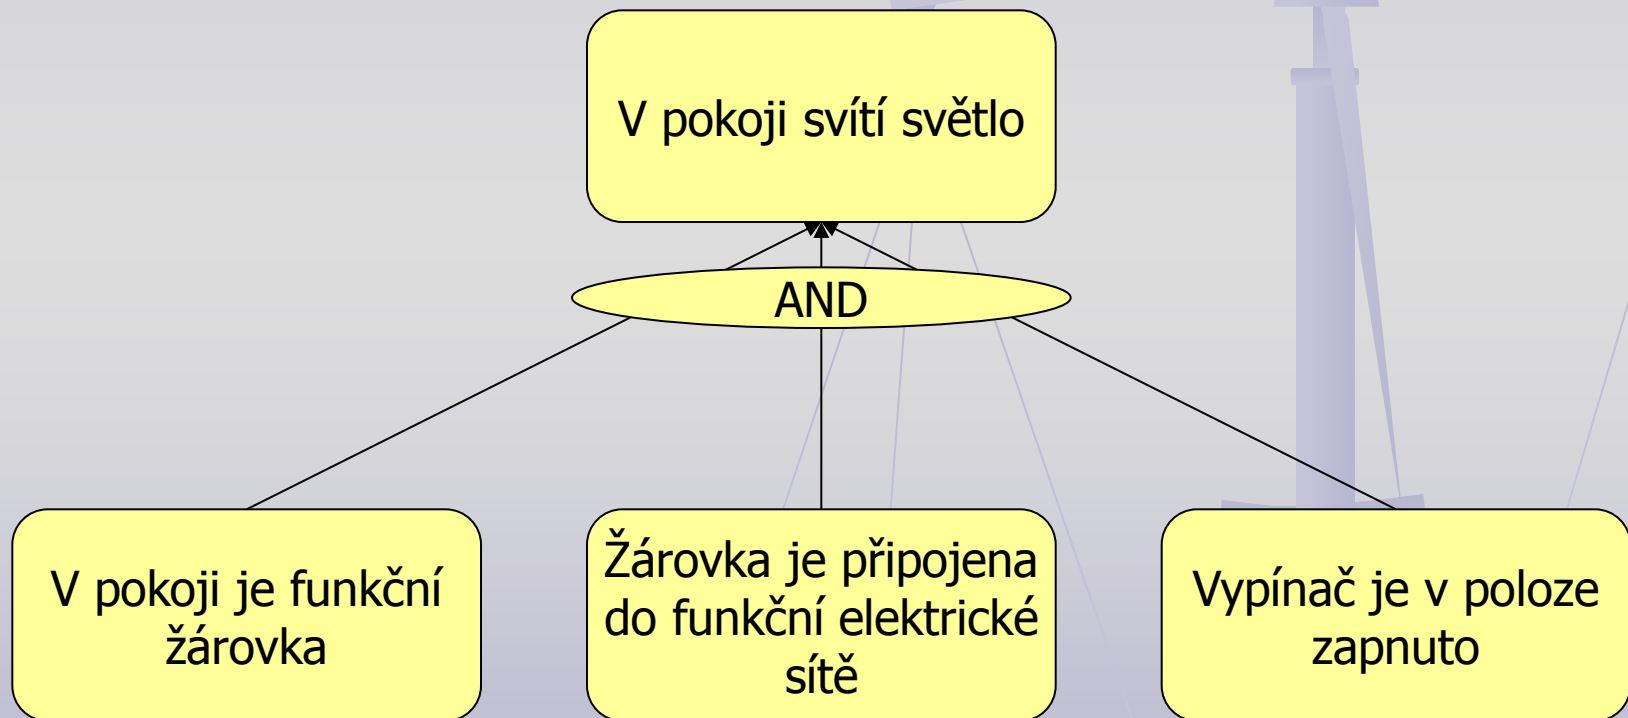 V pokoji svítí světlo
AND
V pokoji je funkční
žárovka
Žárovka je připojena
do funkční elektrické
sítě
Vypínač je v poloze
zapnuto